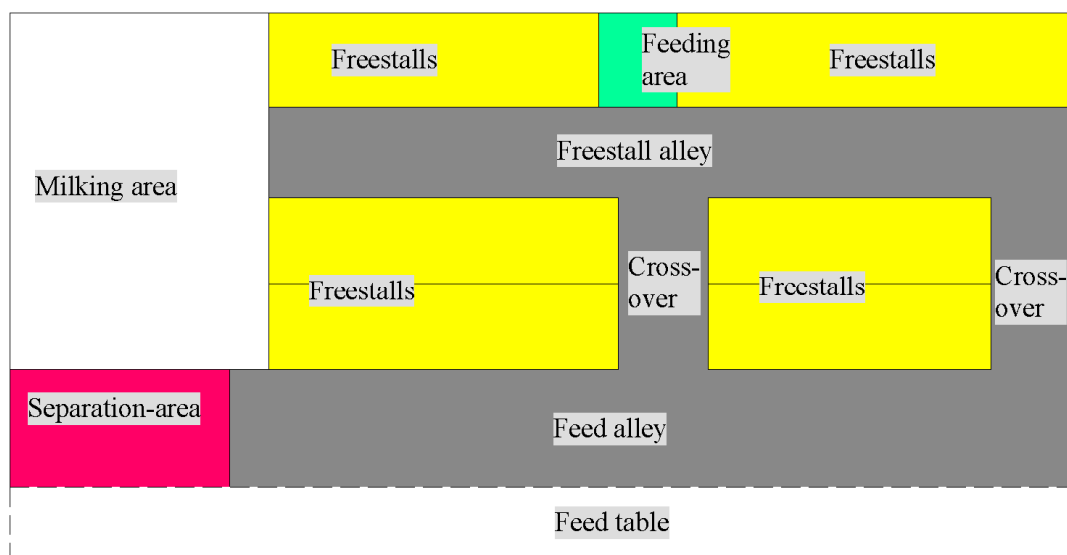 Freestalls
Feeding
area
Freestalls
Freestall alley
Milking area
Freestalls
Cross-
over
Freestalls
Cross-
over
Separation-area
Feed alley
Feed table